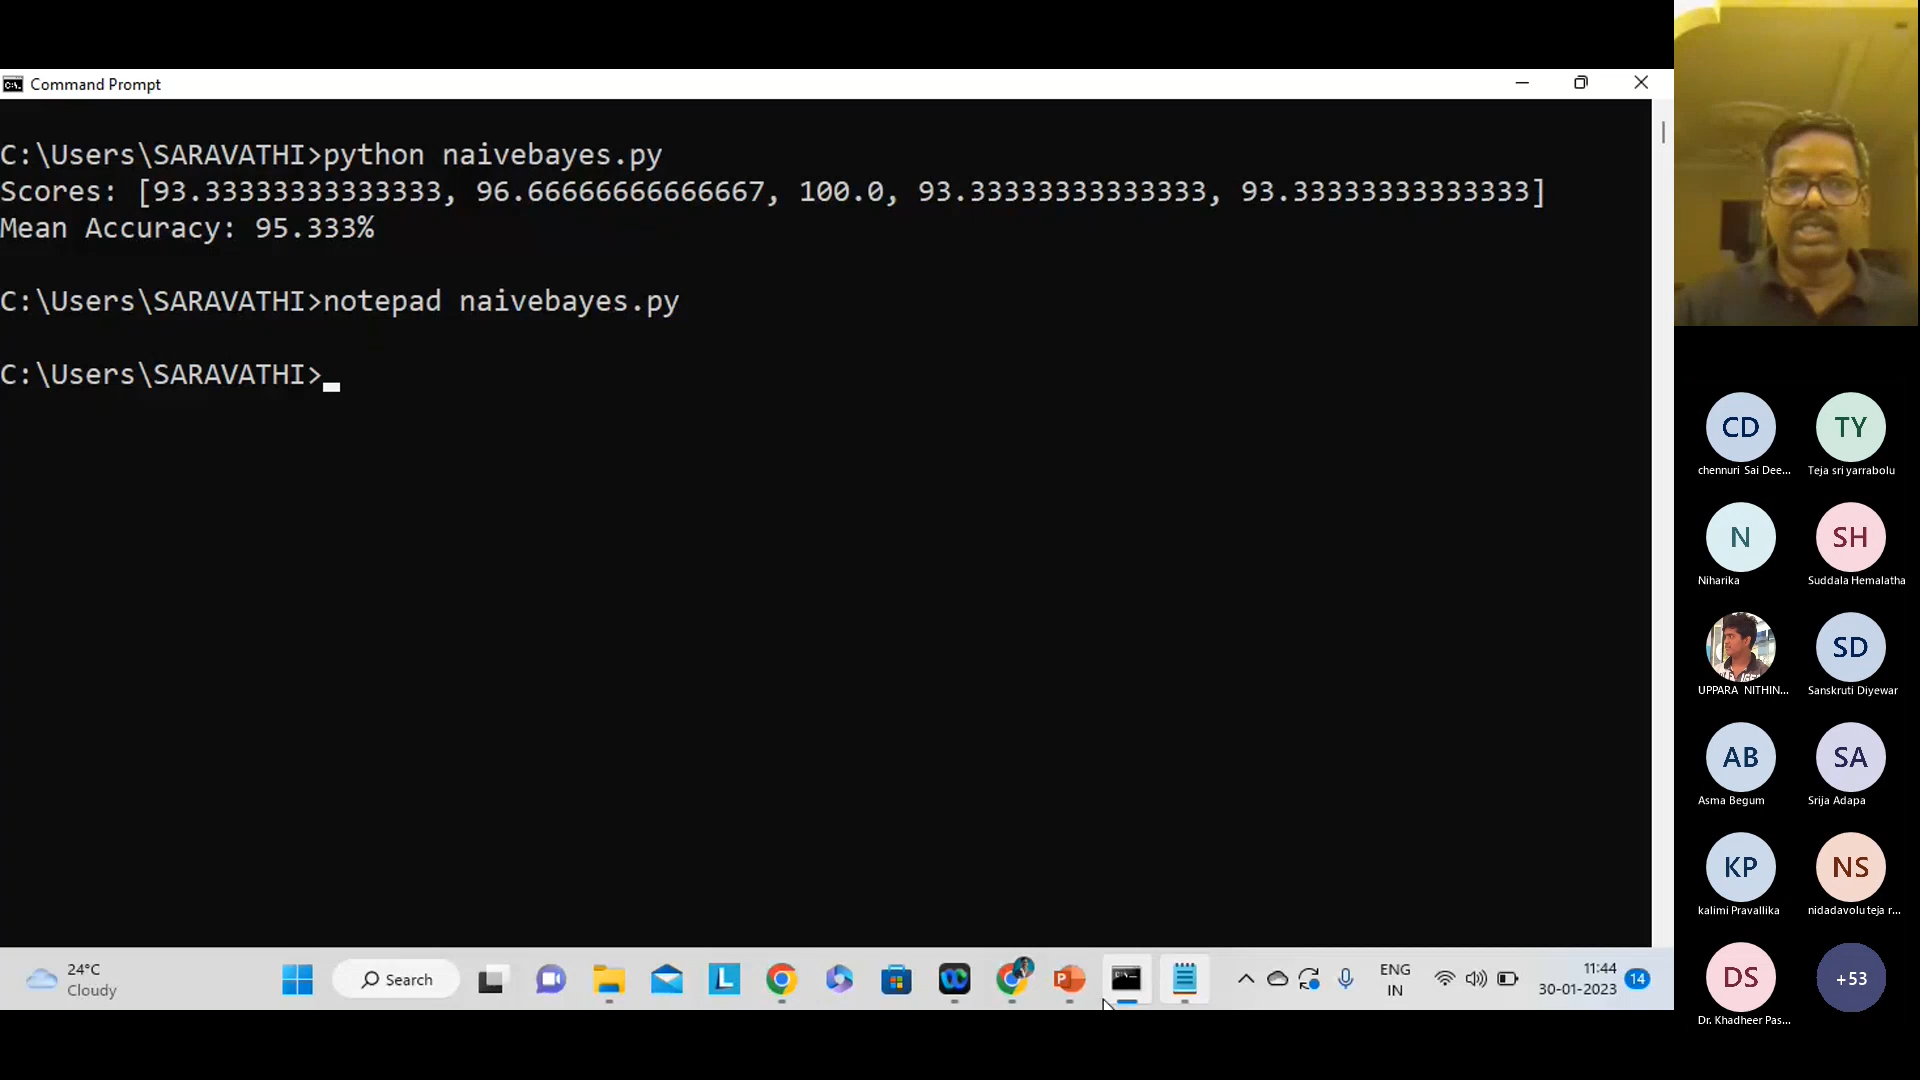 Command Prompt
C:\Users\SARAVATHI>python naivebayes.py
Scores: [93.33333333333333, 96.66666666666667, 100.0, 93.33333333333333, 93.33333333333333]
Mean Accuracy: 95.333%
C:\Users\SARAVATHI>notepad naivebayes.py
C:\Users\SARAVATHI>
CD
TY
chennuri Sai Dee...
Teja sri yarrabolu
N
SH
Niharika
Suddala Hemalatha
SD
UPPARA NITHIN...
Sanskruti Diyewar
AB
SA
Asma Begum
Srija Adapa
KP
NS
kalimi Pravallika
nidadavolu teja r...
DS
+53
Dr. Khadheer Pas...
24°C
Cloudy
Search
ENG
IN
11:44
30-01-2023
14